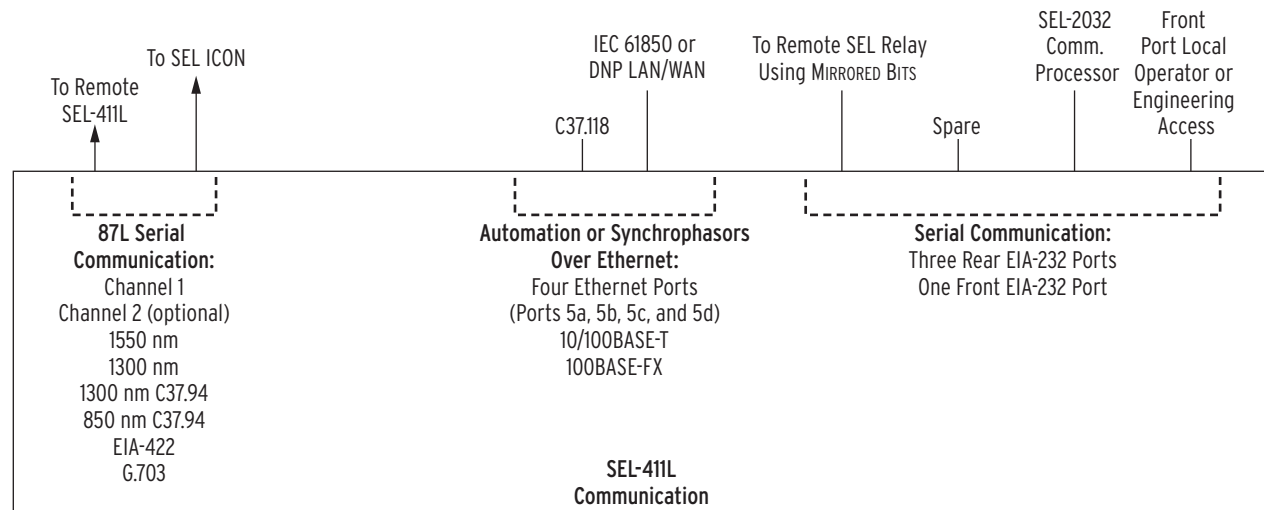 To Remote
SEL-411L
To SEL ICON
C37.118
IEC 61850 or
DNP LAN/WAN
To Remote SEL Relay
Using MIRRORED BITS
Spare
SEL-2032
Comm.
Processor
Front
Port Local
Operator or
Engineering
Access
87L Serial
Communication:
Channel 1
Channel 2 (optional)
1550 nm
1300 nm
1300 nm C37.94
850 nm C37.94
EIA-422
G.703
Automation or Synchrophasors
Over Ethernet:
Four Ethernet Ports
(Ports 5a, 5b, 5c, and 5d)
10/100BASE-T
100BASE-FX
Serial Communication:
Three Rear EIA-232 Ports
One Front EIA-232 Port
SEL-411L
Communication